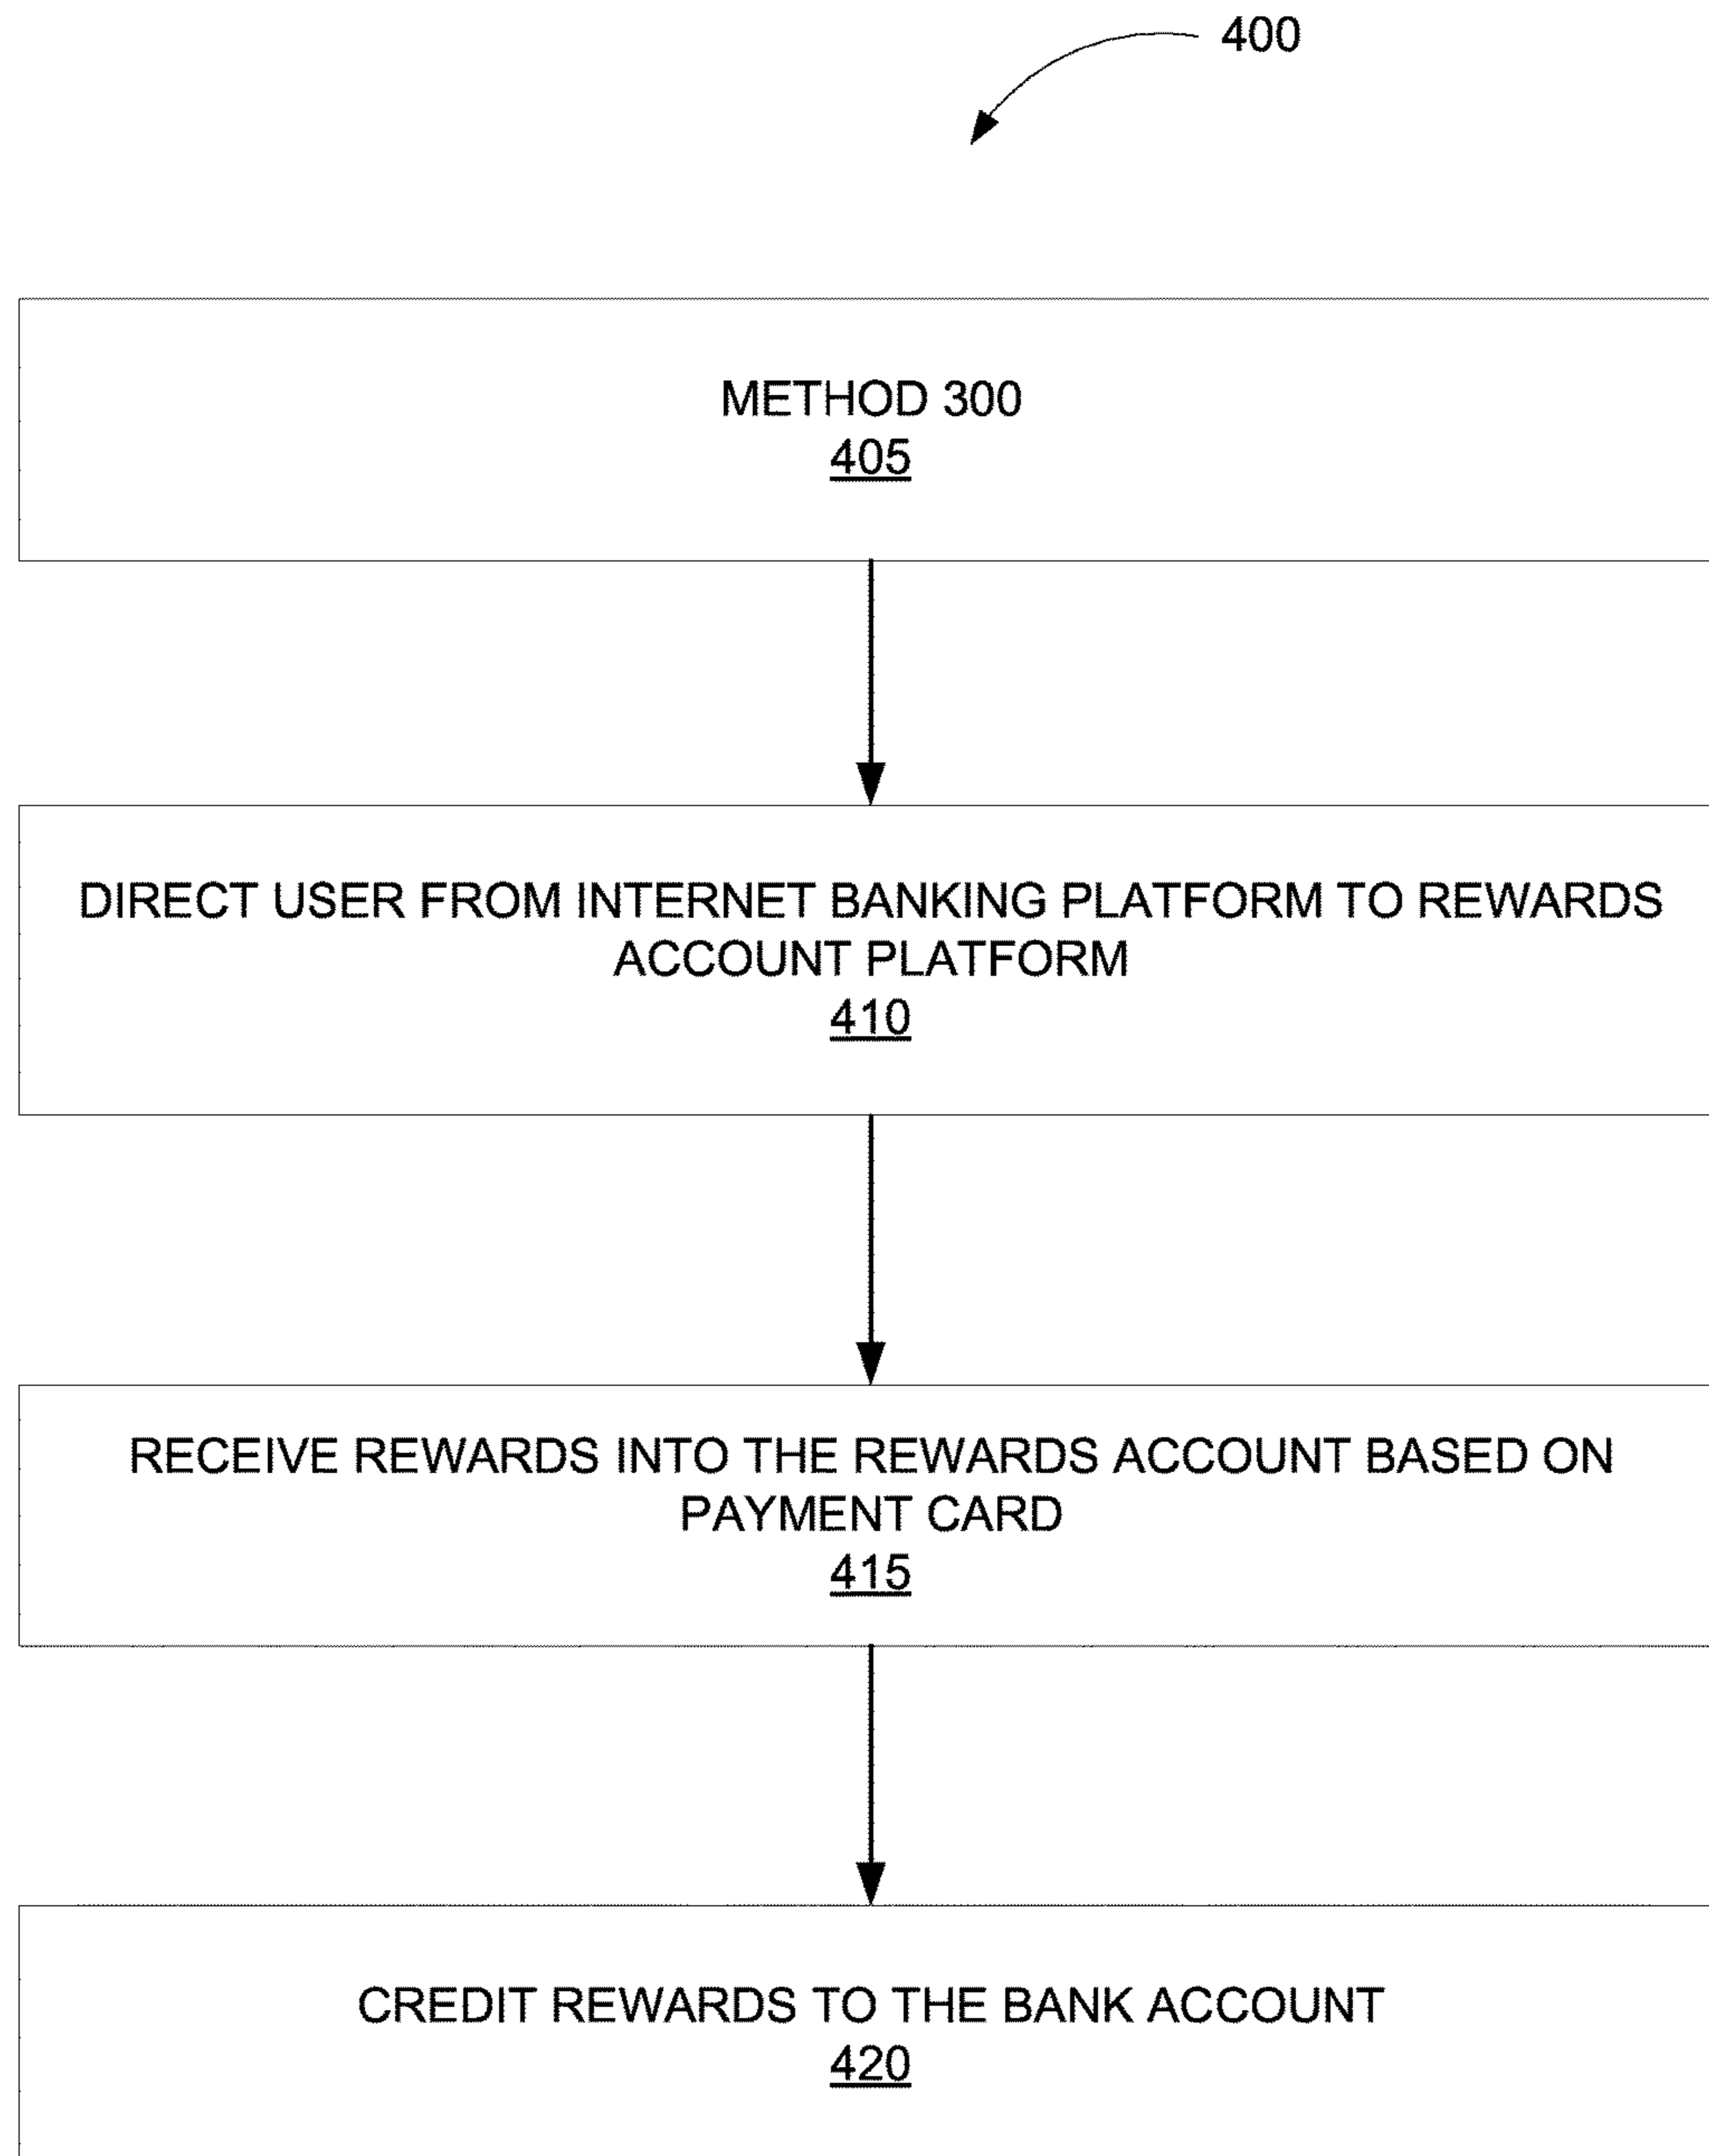 400
METHOD 300
405
DIRECT USER FROM INTERNET BANKING PLATFORM TO REWARDS
ACCOUNT PLATFORM
410
RECEIVE REWARDS INTO THE REWARDS ACCOUNT BASED ON
PAYMENT CARD
415
CREDIT REWARDS TO THE BANK ACCOUNT
420